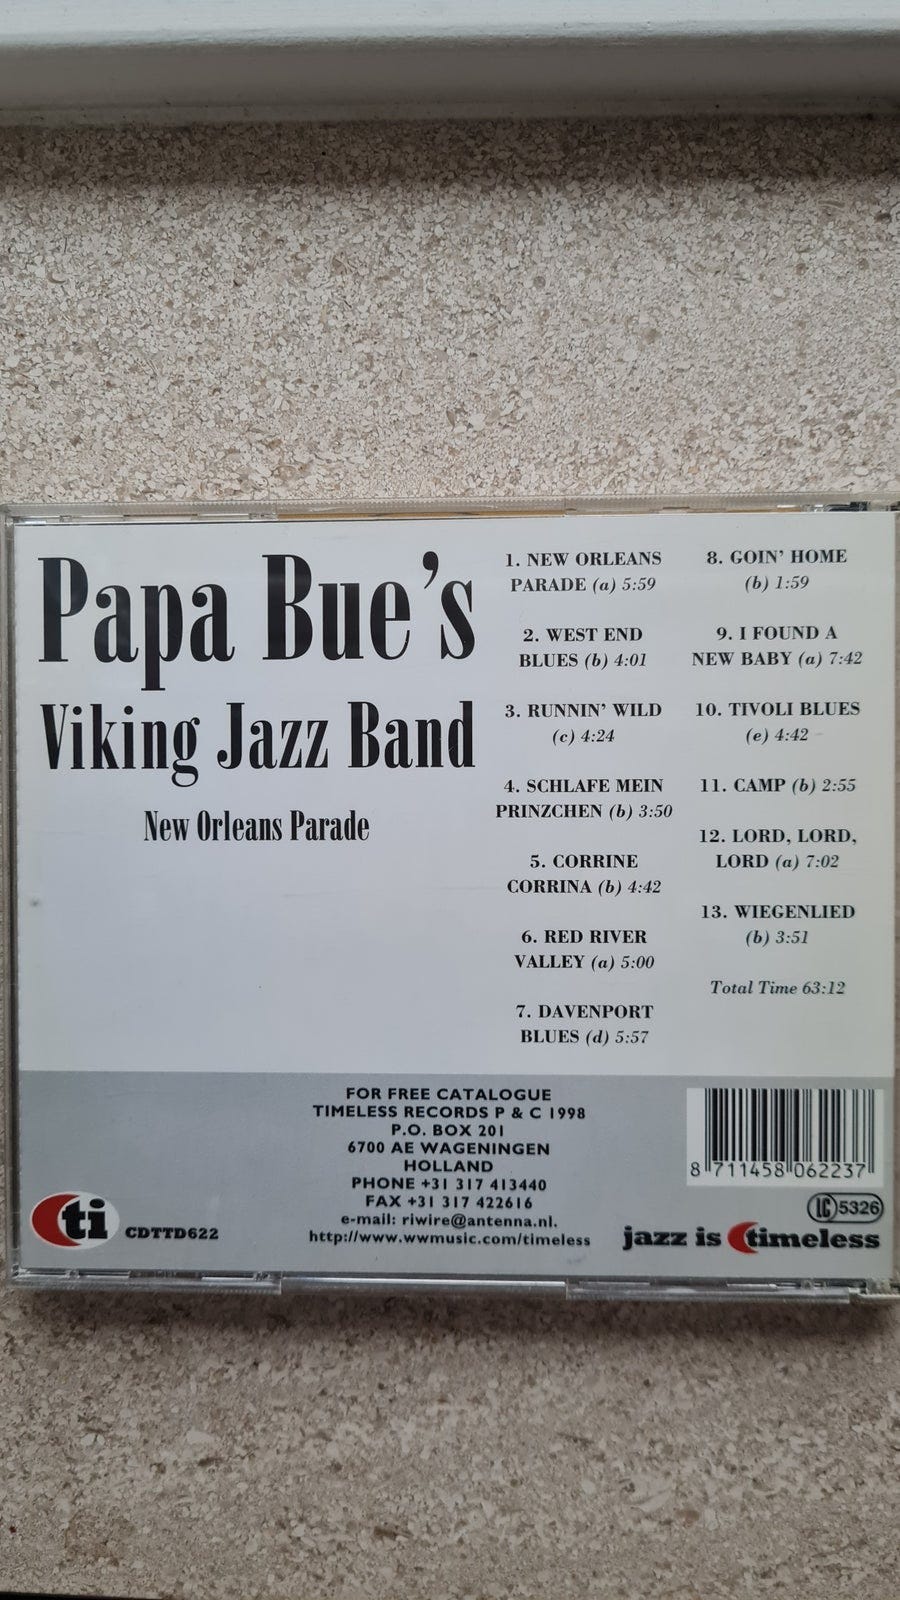 Papa Bue's
Viking Jazz Band
New Orleans Parade
1. NEW ORLEANS
PARADE (a) 5:59
2. WEST END
BLUES (b) 4:01
3. RUNNIN' WILD
(c) 4:24
4. SCHLAFE MEIN
PRINZCHEN (b) 3:50
5. CORRINE
CORRINA (b) 4:42
6. RED RIVER
VALLEY (a) 5:00
7. DAVENPORT
BLUES (d) 5:57
8. GOIN' HOME
(b) 1:59
9. I FOUND A
NEW BABY (a) 7:42
10. TIVOLI BLUES
(e) 4:42
11. CAMP (b) 2:55
12. LORD, LORD,
LORD (a) 7:02
13. WIEGENLIED
(b) 3:51
Total Time 63:12
FOR FREE CATALOGUE
TIMELESS RECORDS P & C 1998
P.O. BOX 201
6700 AE WAGENINGEN
HOLLAND
PHONE +31 317 413440
FAX +31 317 422616
e-mail: riwire@antenna.nl.
http://www.wwmusic.com/timeless
ti CDTTD622
8 711458 062237
LC 5326
jazz is timeless